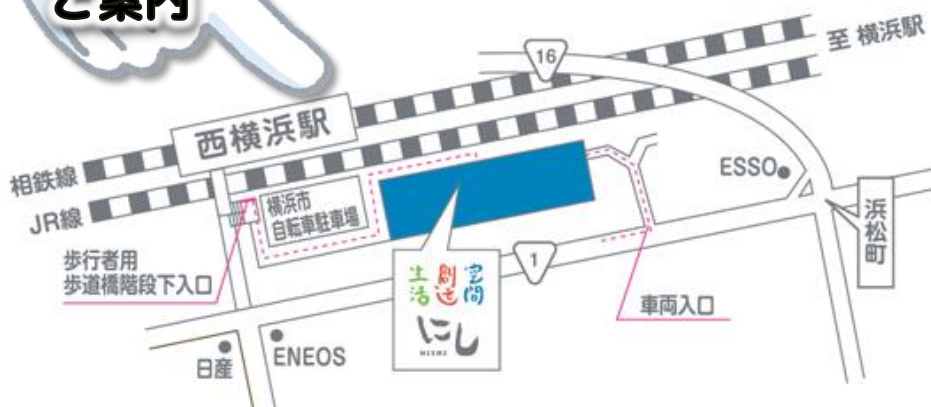 ご案内
至 横浜駅
16
西横浜駅
相鉄線
JR線
横浜市
自転車駐車場
ESSO
浜松町
歩行者用
歩道橋階段下入口
1
空間
創造
生活
にし
NISHI
車両入口
日産
ENEOS